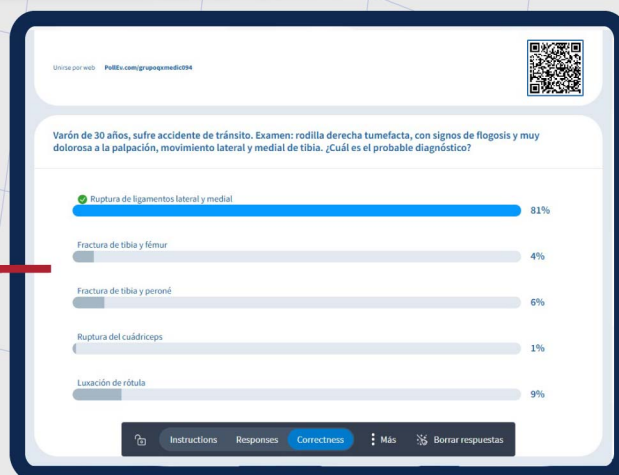 Unirse por web PollEv.com/grupoqxmedic094
Varón de 30 años, sufre accidente de tránsito. Examen: rodilla derecha tumefacta, con signos de flogosis y muy
dolorosa a la palpación, movimiento lateral y medial de tibia. ¿Cuál es el probable diagnóstico?
Ruptura de ligamentos lateral y medial
81%
Fractura de tibia y fémur
4%
Fractura de tibia y peroné
6%
Ruptura del cuádriceps
1%
Luxación de rótula
9%
Instructions Responses Correctness Más Borrar respuestas